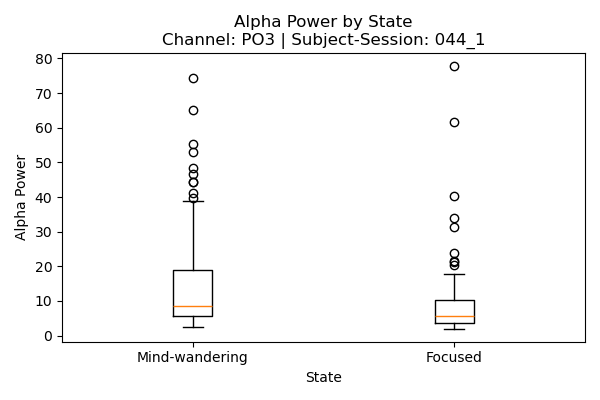 Alpha Power by State
Channel: PO3 | Subject-Session: 044_1
Alpha Power
80
70
60
50
40
30
20
10
0
Mind-wandering Focused
State